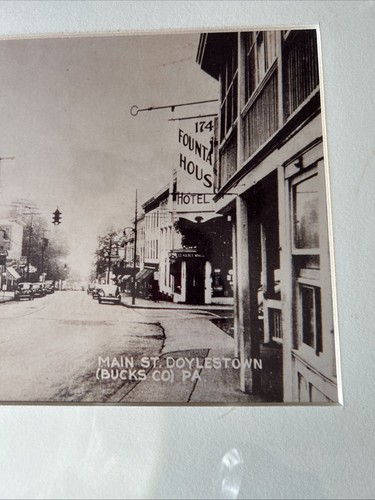 174
FOUNTA
HOUS
HOTEL
MAIN ST. DOYLESTOWN
(BUCKS CO) PA